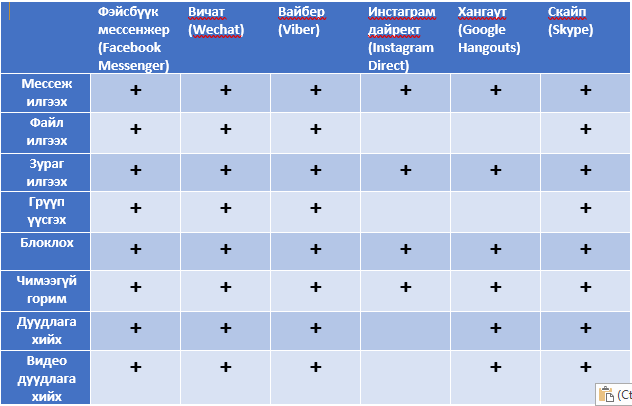 Фэйсбүүк мессенжер (Facebook Messenger) Вичат (Wechat) Вайбер (Viber) Инстаграм дайрект (Instagram Direct) Хангаут (Google Hangouts) Скайп (Skype)
Мессеж илгээх + + + + + +
Файл илгээх + + + +
Зураг илгээх + + + + + +
Грүүп үүсгэх + + + +
Блоклох + + + + + +
Чимээгүй горим + + + + + +
Дуудлага хийх + + + + +
Видео дуудлага хийх + + + + +
(Ct